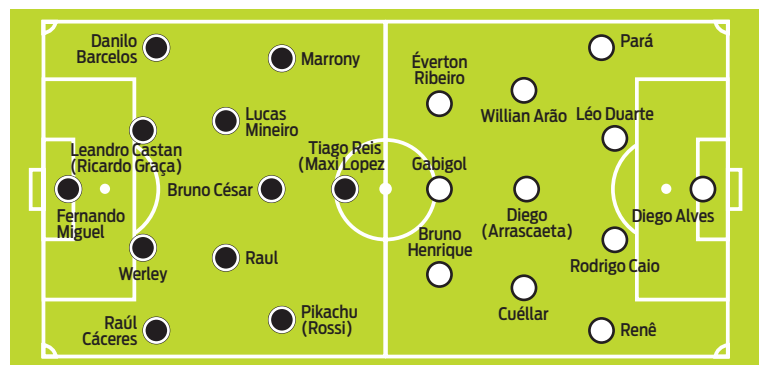 Danilo
Barcelos
Marrony
Lucas
Mineiro
Leandro Castan
(Ricardo Graça)
Tiago Reis
(Maxi Lopez
Bruno César
Fernando
Miguel
Werley
Raul
Raúl
Cáceres
Pikachu
(Rossi)
Éverton
Ribeiro
Willian Arão
Pará
Léo Duarte
Gabigol
Diego
(Arrascaeta)
Diego Alves
Bruno
Henrique
Rodrigo Caio
Cuéllar
Renê